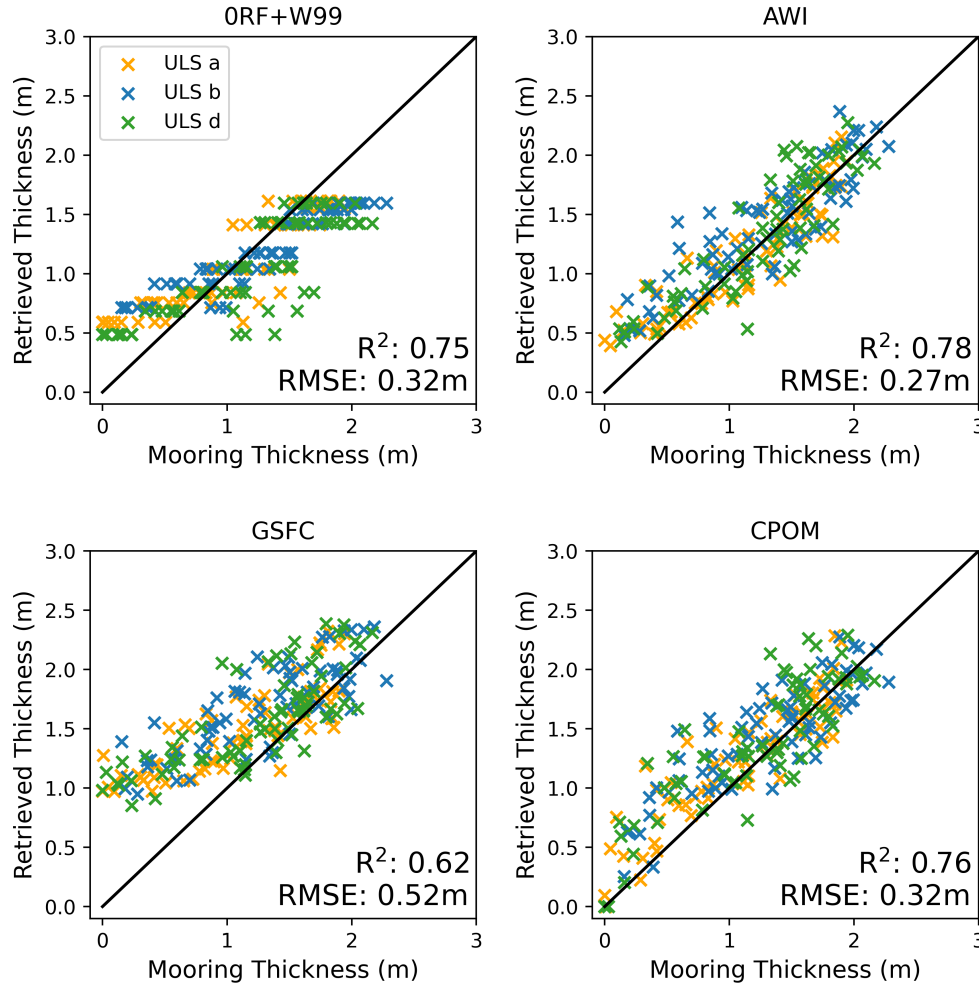 0RF+W99
3.0
2.5
2.0
1.5
1.0
0.5
0.0
Retrieved Thickness (m)
ULS a
ULS b
ULS d
R²: 0.75
RMSE: 0.32m
0 1 2 3
Mooring Thickness (m)
AWI
3.0
2.5
2.0
1.5
1.0
0.5
0.0
Retrieved Thickness (m)
R²: 0.78
RMSE: 0.27m
0 1 2 3
Mooring Thickness (m)
GSFC
3.0
2.5
2.0
1.5
1.0
0.5
0.0
Retrieved Thickness (m)
R²: 0.62
RMSE: 0.52m
0 1 2 3
Mooring Thickness (m)
CPOM
3.0
2.5
2.0
1.5
1.0
0.5
0.0
Retrieved Thickness (m)
R²: 0.76
RMSE: 0.32m
0 1 2 3
Mooring Thickness (m)